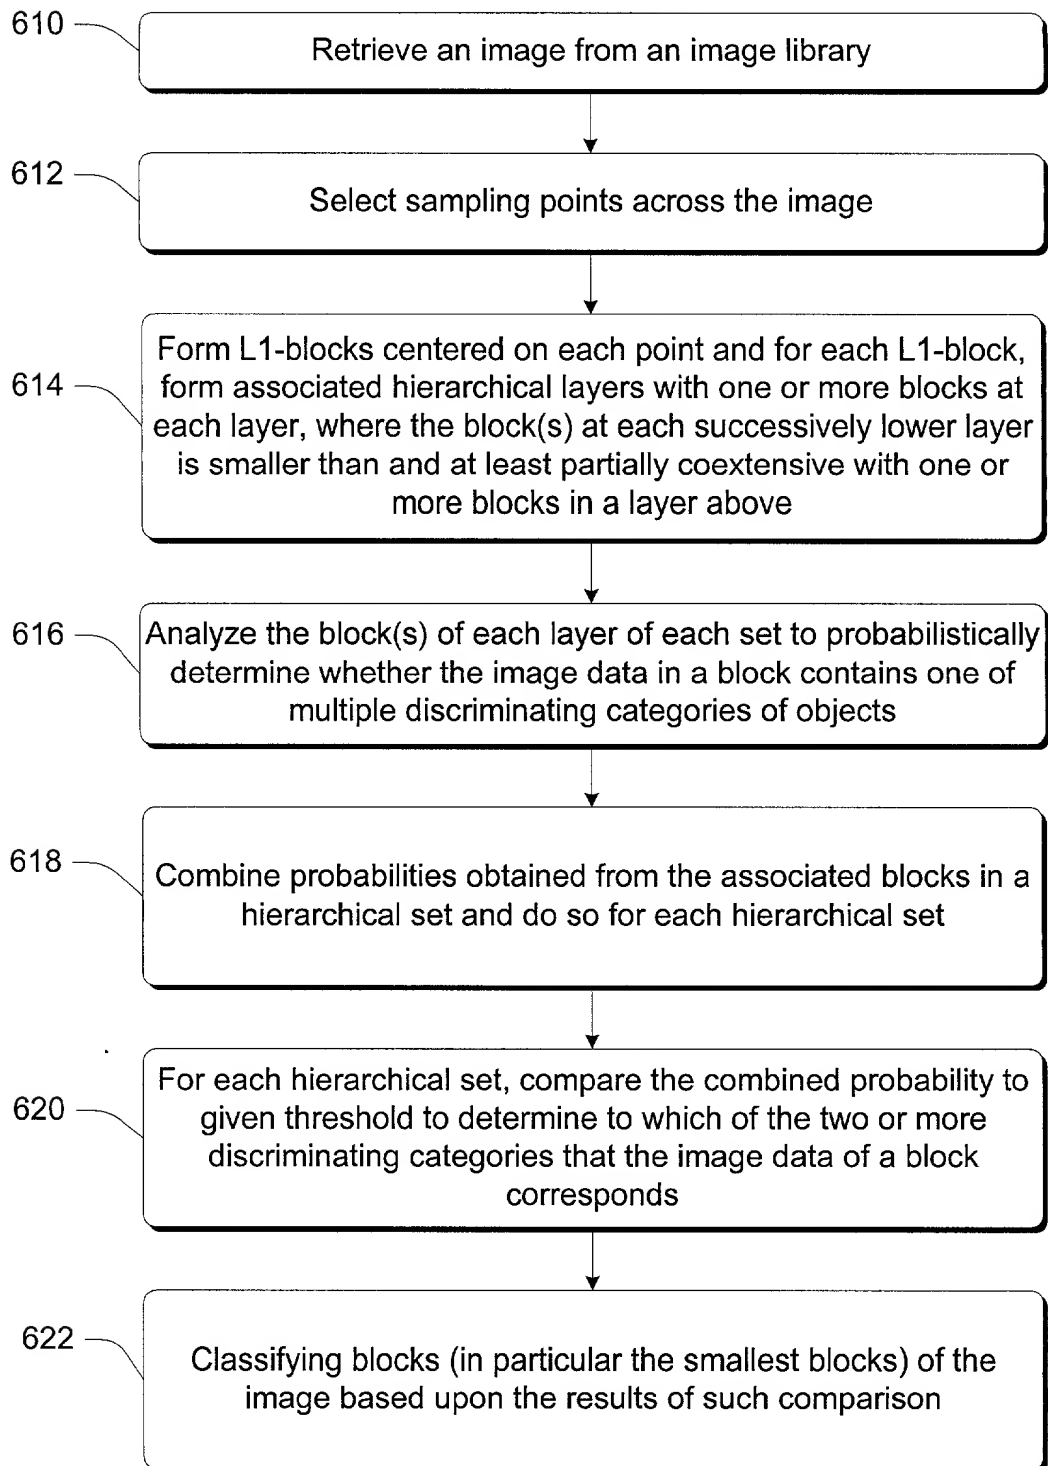 610
Retrieve an image from an image library
612
Select sampling points across the image
614
Form L1-blocks centered on each point and for each L1-block,
form associated hierarchical layers with one or more blocks at
each layer, where the block(s) at each successively lower layer
is smaller than and at least partially coextensive with one or
more blocks in a layer above
616
Analyze the block(s) of each layer of each set to probabilistically
determine whether the image data in a block contains one of
multiple discriminating categories of objects
618
Combine probabilities obtained from the associated blocks in a
hierarchical set and do so for each hierarchical set
620
For each hierarchical set, compare the combined probability to
given threshold to determine to which of the two or more
discriminating categories that the image data of a block
corresponds
622
Classifying blocks (in particular the smallest blocks) of the
image based upon the results of such comparison